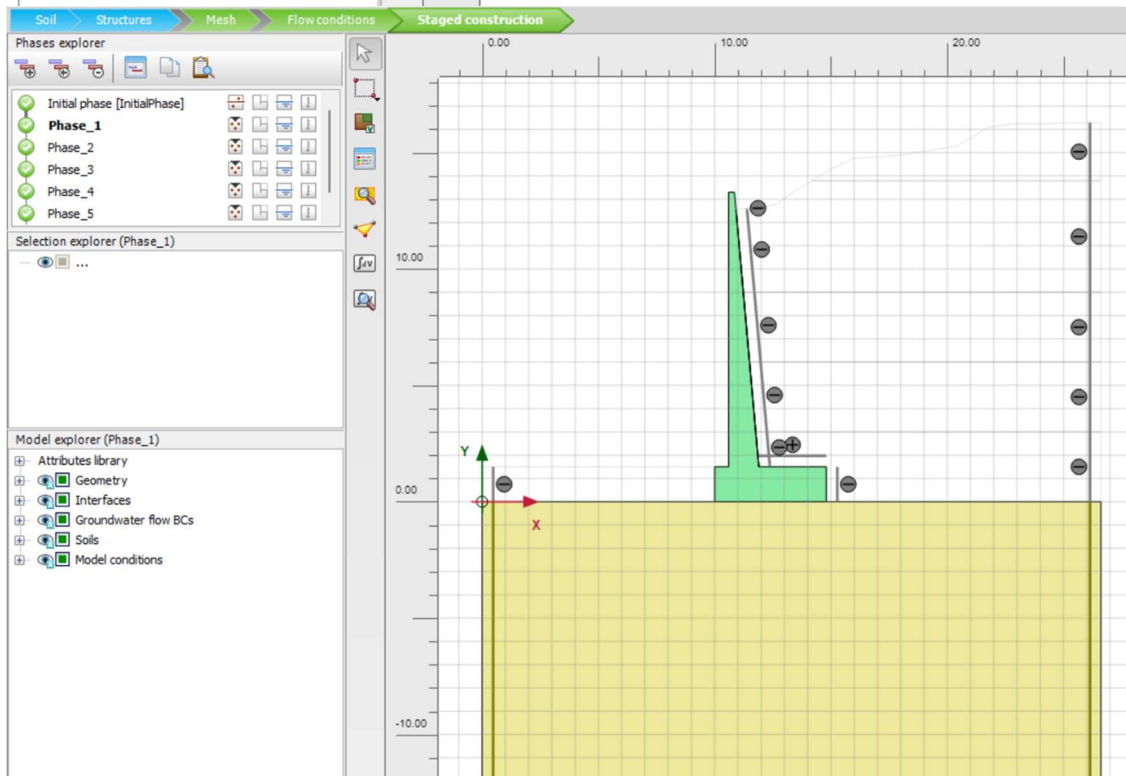 Soil Structures Mesh Flow conditions Staged construction
Phases explorer
Initial phase [InitialPhase]
Phase_1
Phase_2
Phase_3
Phase_4
Phase_5
Selection explorer (Phase_1)
...
Model explorer (Phase_1)
Attributes library
Geometry
Interfaces
Groundwater flow BCs
Soils
Model conditions
0.00 10.00 20.00
10.00
0.00
-10.00
Y
X